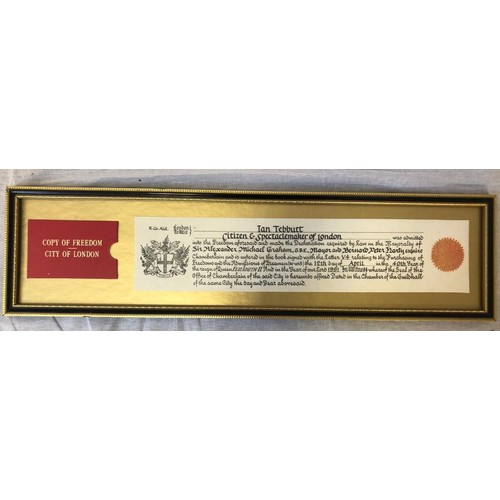 COPY OF FREEDOM
CITY OF LONDON
London
Ian Tebbutt
Citizen & Spectaclemaker of London was admitted
into the Freedom aforesaid and made the Declaration required by Law in the Mayoralty of
Sir Alexander Michael Graham, G.B.E., Mayor and Bernard Peter Harty esquire
Chamberlain and is entered in the book signed with the Letter V4 relating to the Purchasing of
Freedoms and the Admissions of Freemen (to wit) the day of April in the 40th Year of
the reign of Queen Elizabeth II And in the Year of our Lord 1991 In Witness whereof the Seal of the
Office of Chamberlain of the said City is hereunto affixed Dated in the Chamber of the Guildhall
of the same City the day and Year abovesaid.